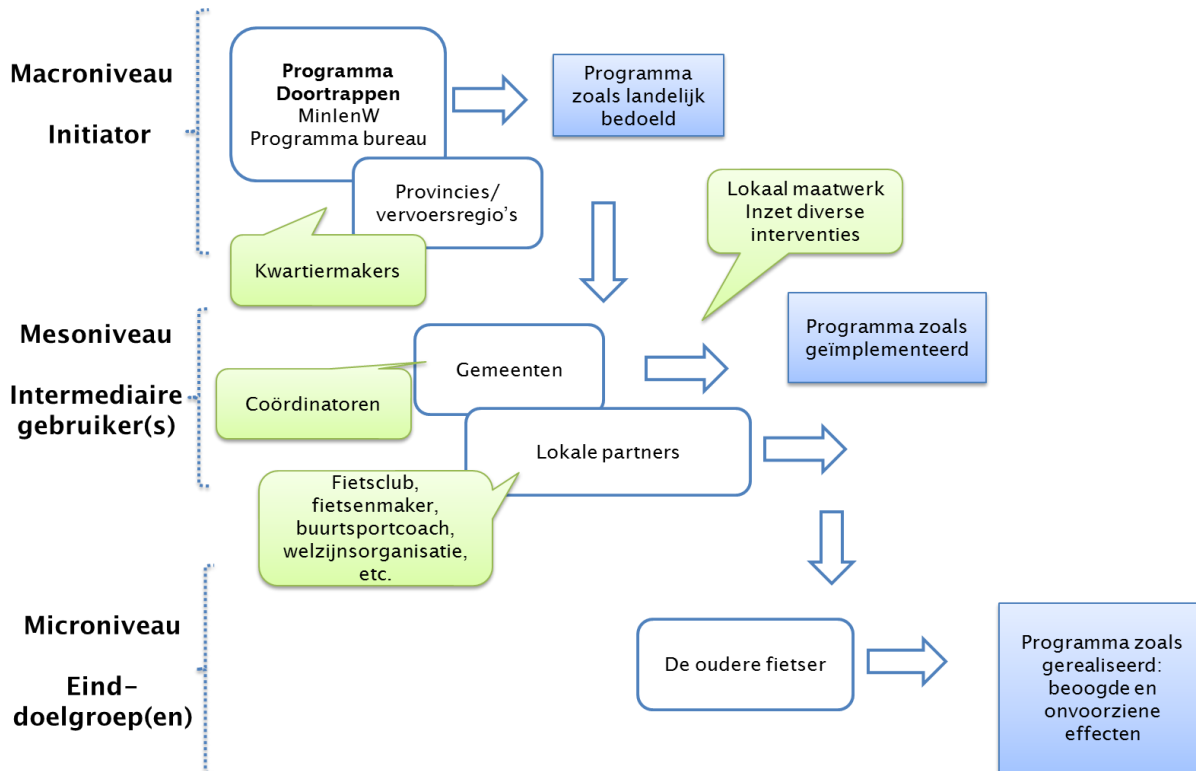 Macroniveau
Initiator
Programma
Doortrappen
MinIenW
Programma bureau
Programma
zoals landelijk
bedoeld
Provincies/
vervoersregio's
Kwartiermakers
Lokaal maatwerk
Inzet diverse
interventies
Mesoniveau
Intermediaire
gebruiker(s)
Gemeenten
Programma zoals
geïmplementeerd
Coördinatoren
Lokale partners
Fietsclub,
fietsenmaker,
buurtsportcoach,
welzijnsorganisatie,
etc.
Microniveau
Eind-
doelgroep(en)
De oudere fietser
Programma zoals
gerealiseerd:
beoogde en
onvoorziene
effecten